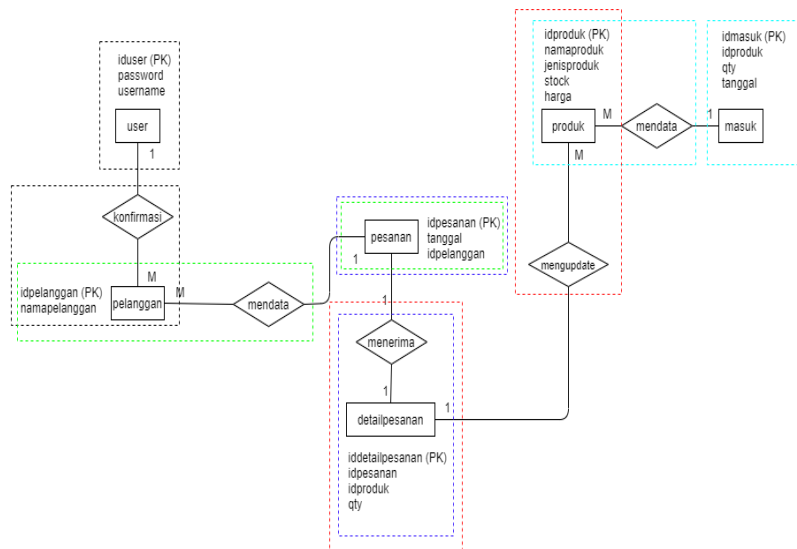 iduser (PK)
password
username
user
1
konfirmasi
M
idpelanggan (PK)
namapelanggan
pelanggan
M
mendata
1
pesanan
idpesanan (PK)
tanggal
idpelanggan
1
menerima
1
detailpesanan
1
iddetailpesanan (PK)
idpesanan
idproduk
qty
idproduk (PK)
namaproduk
jenisproduk
stock
harga
produk
M
mendata
1
masuk
idmasuk (PK)
idproduk
qty
tanggal
M
mengupdate